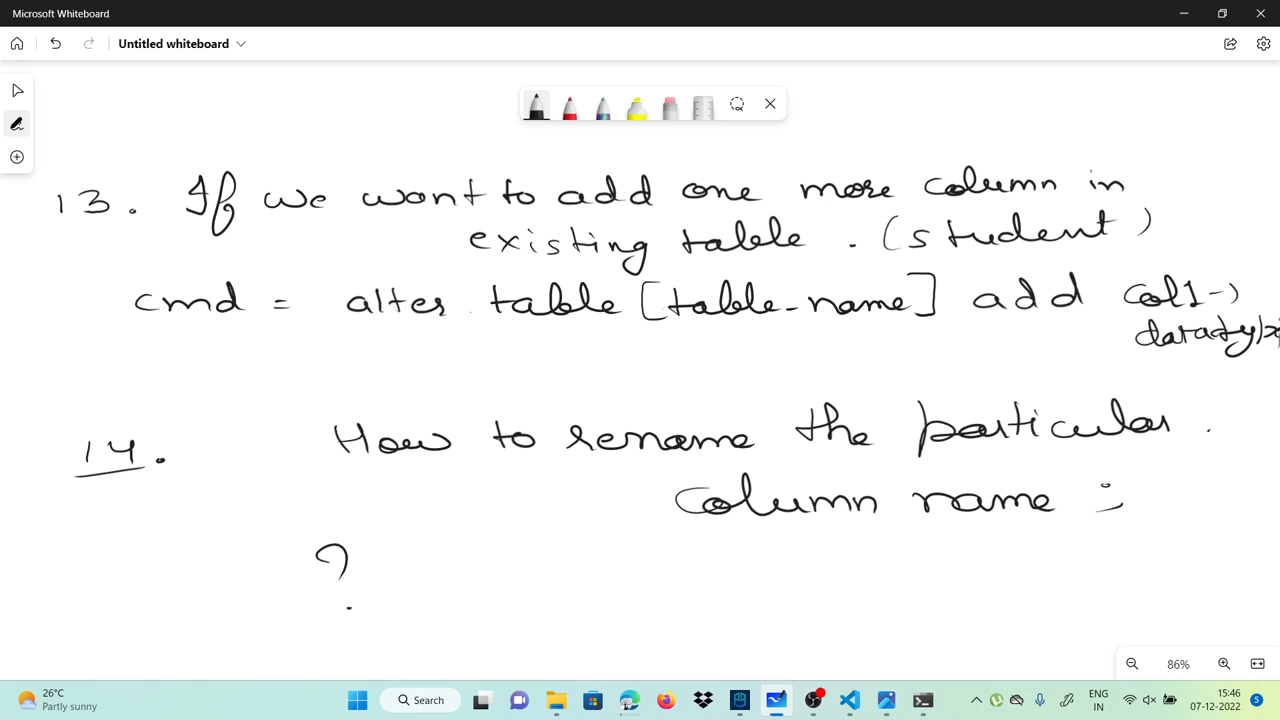 Microsoft Whiteboard
Untitled whiteboard
13. If we want to add one more column in
existing table . (student)
cmd = alter table [table-name] add col1->
14. How to rename the particular.
column name :-
?
86%
26°C
Partly sunny
Search
ENG
IN
15:46
07-12-2022
5